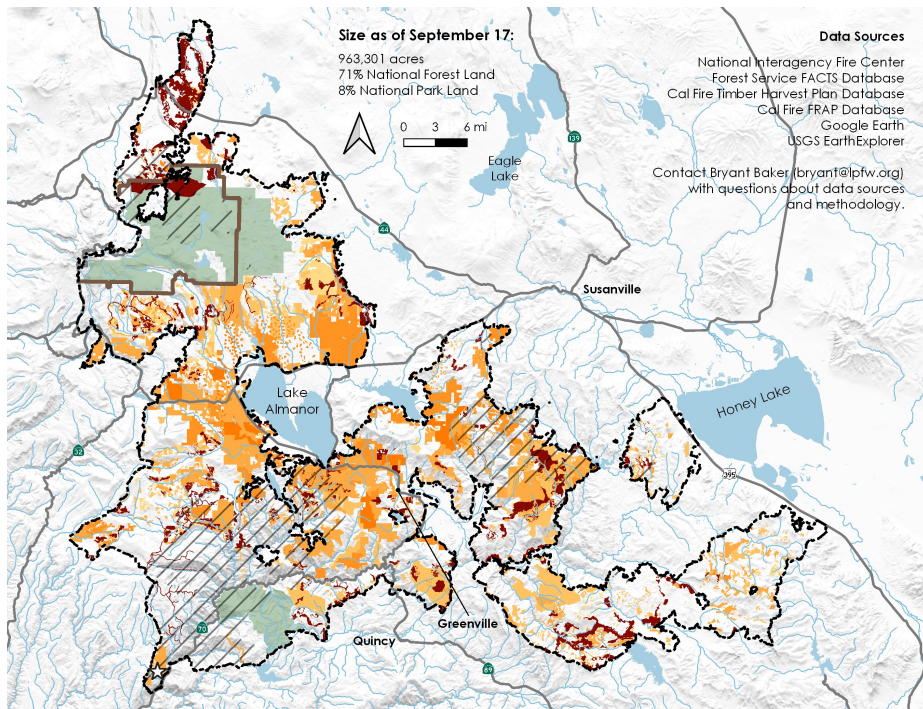 Size as of September 17:
963,301 acres
71% National Forest Land
8% National Park Land
0 3 6 mi
Data Sources
National Interagency Fire Center
Forest Service FACTS Database
Cal Fire Timber Harvest Plan Database
Cal Fire FRAP Database
Google Earth
USGS EarthExplorer
Contact Bryant Baker (bryant@lpfw.org)
with questions about data sources
and methodology.
139
Eagle
Lake
44
Susanville
Lake
Almanor
Honey Lake
32
395
70
Greenville
Quincy
89